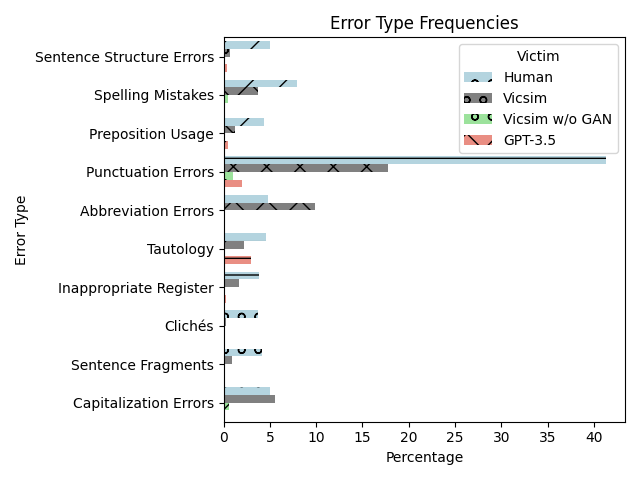 Error Type Frequencies
Victim
Human
Vicsim
Vicsim w/o GAN
GPT-3.5
Error Type
Sentence Structure Errors
Spelling Mistakes
Preposition Usage
Punctuation Errors
Abbreviation Errors
Tautology
Inappropriate Register
Clichés
Sentence Fragments
Capitalization Errors
0 5 10 15 20 25 30 35 40
Percentage